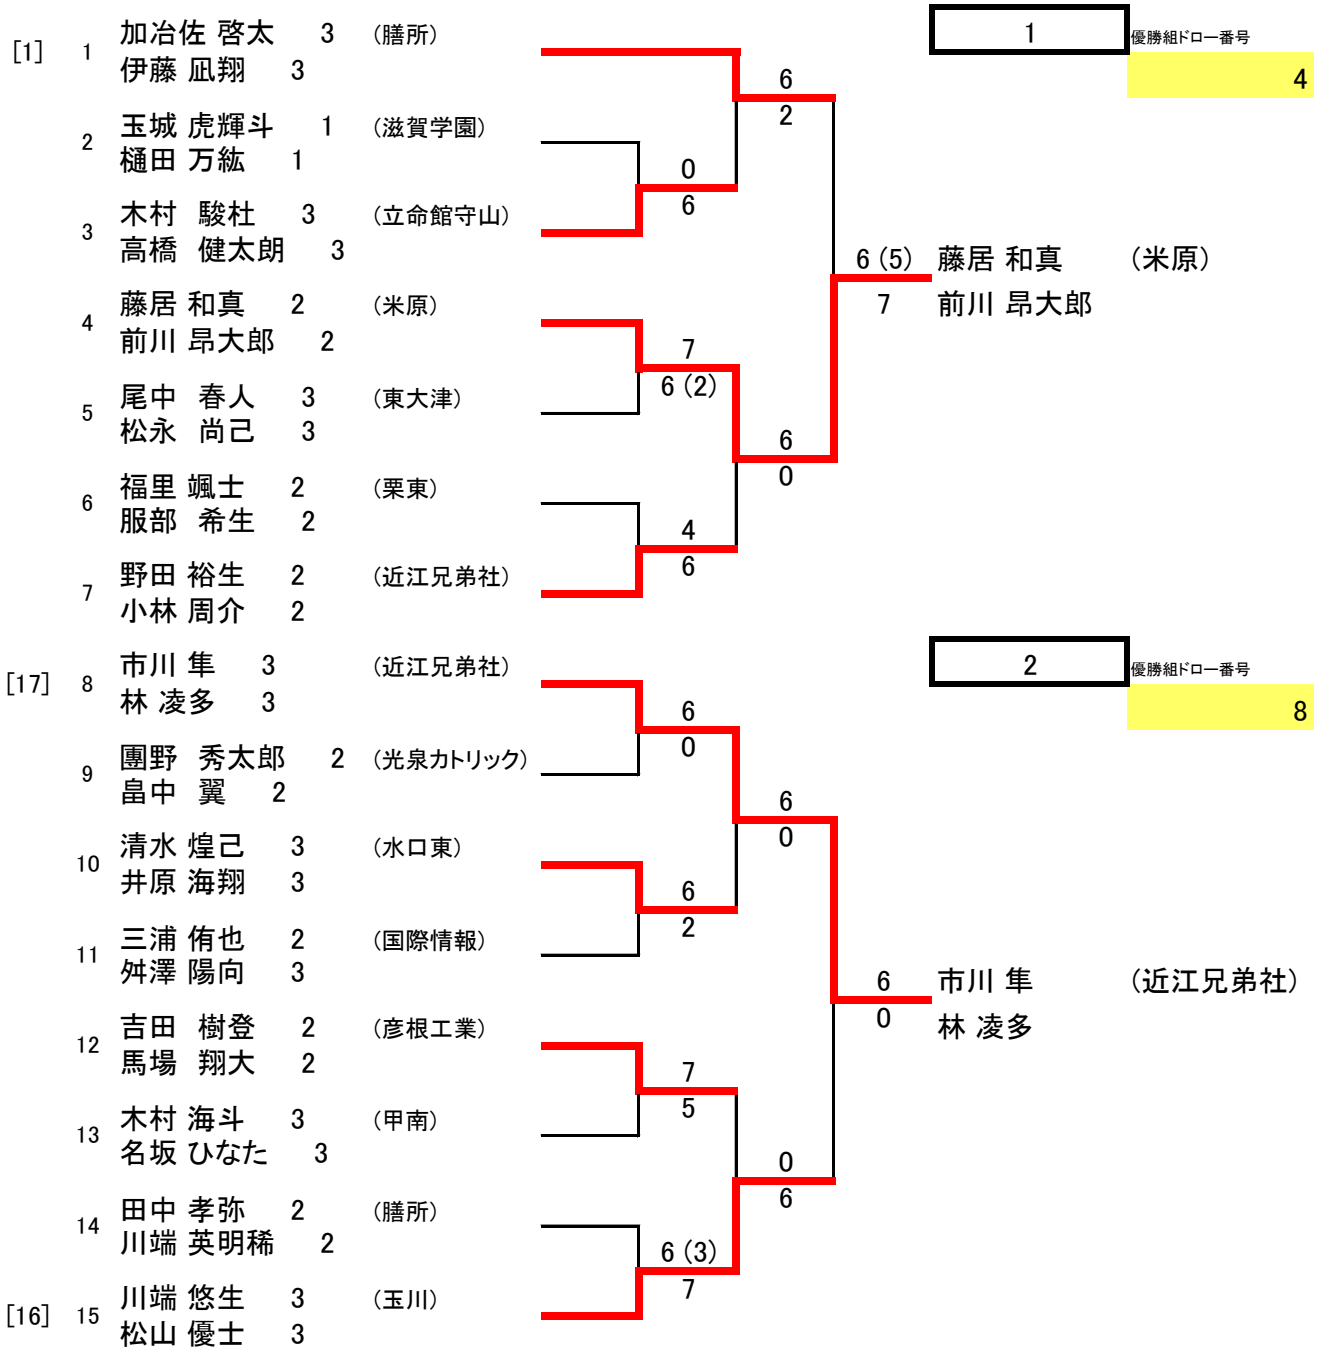 [1] 1 加冶佐 啓太 3 (膳所)
伊藤 凪翔 3
1 優勝組ドロー番号
4
6
2
2 玉城 虎輝斗 1 (滋賀学園)
樋田 万紘 1
0
6
3 木村 駿杜 3 (立命館守山)
高橋 健太朗 3
6 (5) 藤居 和真 (米原)
7 前川 昂大郎
4 藤居 和真 2 (米原)
前川 昂大郎 2
7
6 (2)
5 尾中 春人 3 (東大津)
松永 尚己 3
6
0
6 福里 颯士 2 (栗東)
服部 希生 2
4
6
7 野田 裕生 2 (近江兄弟社)
小林 周介 2
[17] 8 市川 隼 3 (近江兄弟社)
林 凌多 3
2 優勝組ドロー番号
8
6
0
9 團野 秀太郎 2 (光泉カトリック)
畠中 翼 2
6
0
10 清水 煌己 3 (水口東)
井原 海翔 3
6
2
11 三浦 侑也 2 (国際情報)
舛澤 陽向 3
6 市川 隼 (近江兄弟社)
0 林 凌多
12 吉田 樹登 2 (彦根工業)
馬場 翔大 2
7
5
13 木村 海斗 3 (甲南)
名坂 ひなた 3
0
6
14 田中 孝弥 2 (膳所)
川端 英明稀 2
6 (3)
7
[16] 15 川端 悠生 3 (玉川)
松山 優士 3